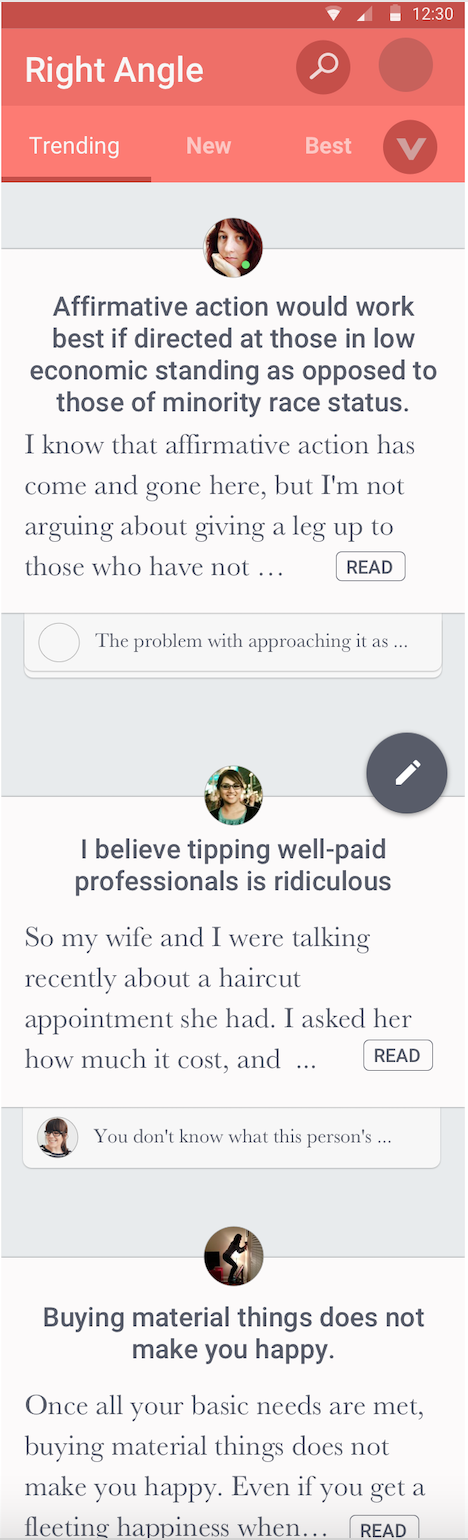 12:30
Right Angle
Trending New Best
Affirmative action would work
best if directed at those in low
economic standing as opposed to
those of minority race status.
I know that affirmative action has
come and gone here, but I'm not
arguing about giving a leg up to
those who have not ... READ
The problem with approaching it as ...
I believe tipping well-paid
professionals is ridiculous
So my wife and I were talking
recently about a haircut
appointment she had. I asked her
how much it cost, and ... READ
You don't know what this person's ...
Buying material things does not
make you happy.
Once all your basic needs are met,
buying material things does not
make you happy. Even if you get a
fleeting happiness when... READ